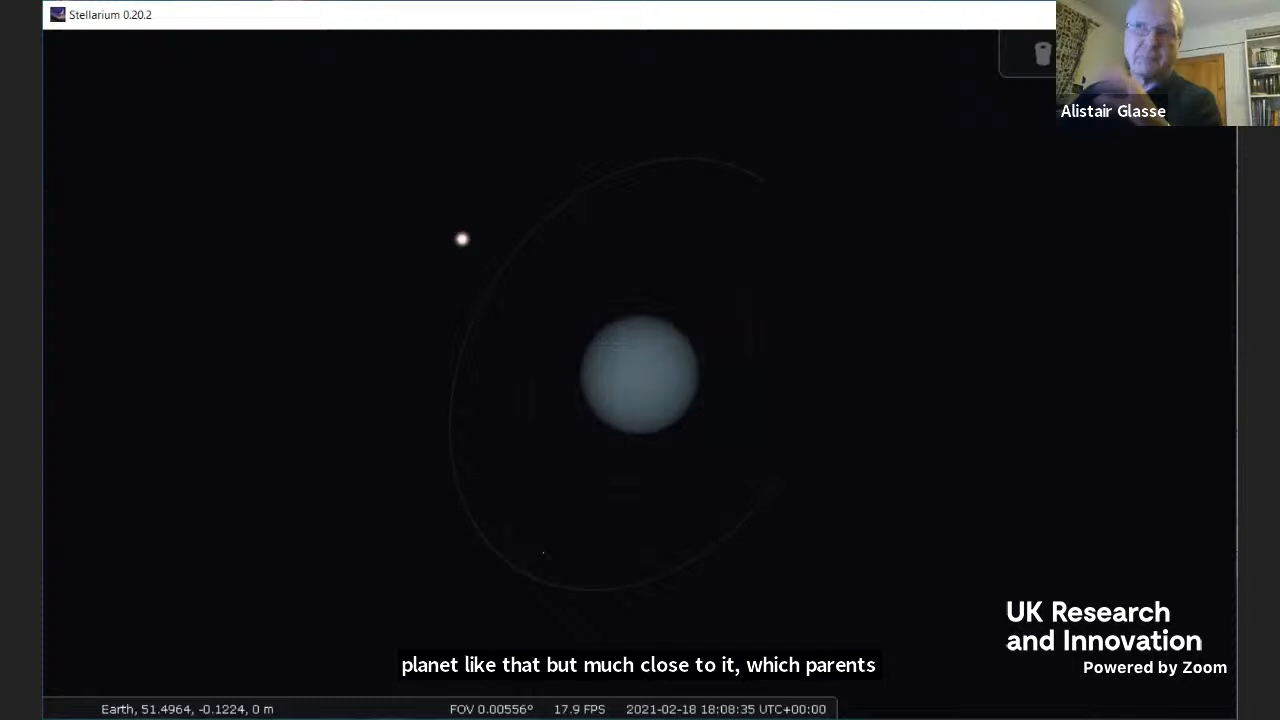 Stellarium 0.20.2
Alistair Glasse
UK Research
and Innovation
Powered by Zoom
planet like that but much close to it, which parents
Earth, 51.4964, -0.1224, 0 m FOV 0.00556° 17.9 FPS 2021-02-18 18:08:35 UTC+00:00